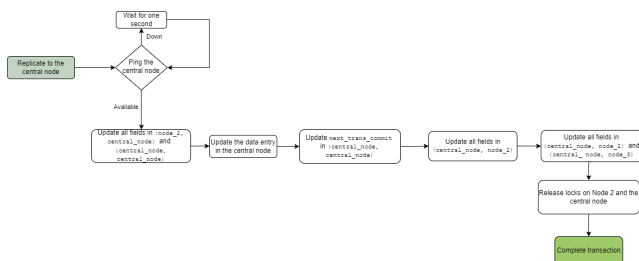 Wait for one
second
Down
Replicate to the
central node
Ping the
central node
Available
Update all fields in (node_2,
central_node) and
(central_node,
central_node)
Update the data entry
in the central node
Update next_trans_commit
in (central_node,
central_node)
Update all fields in
(central_node, node_2)
Update all fields in
(central_node, node_2) and
(central_ node, node_3)
Release locks on Node 2 and the
central node
Complete transaction